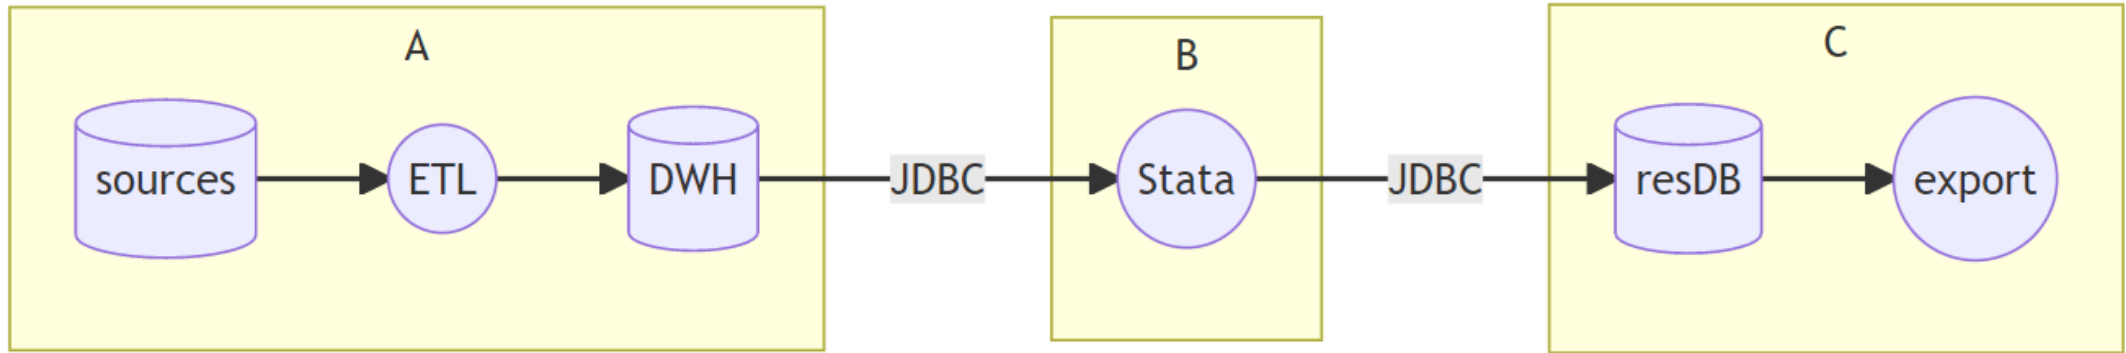 A
sources
ETL
DWH
JDBC
B
Stata
JDBC
C
resDB
export